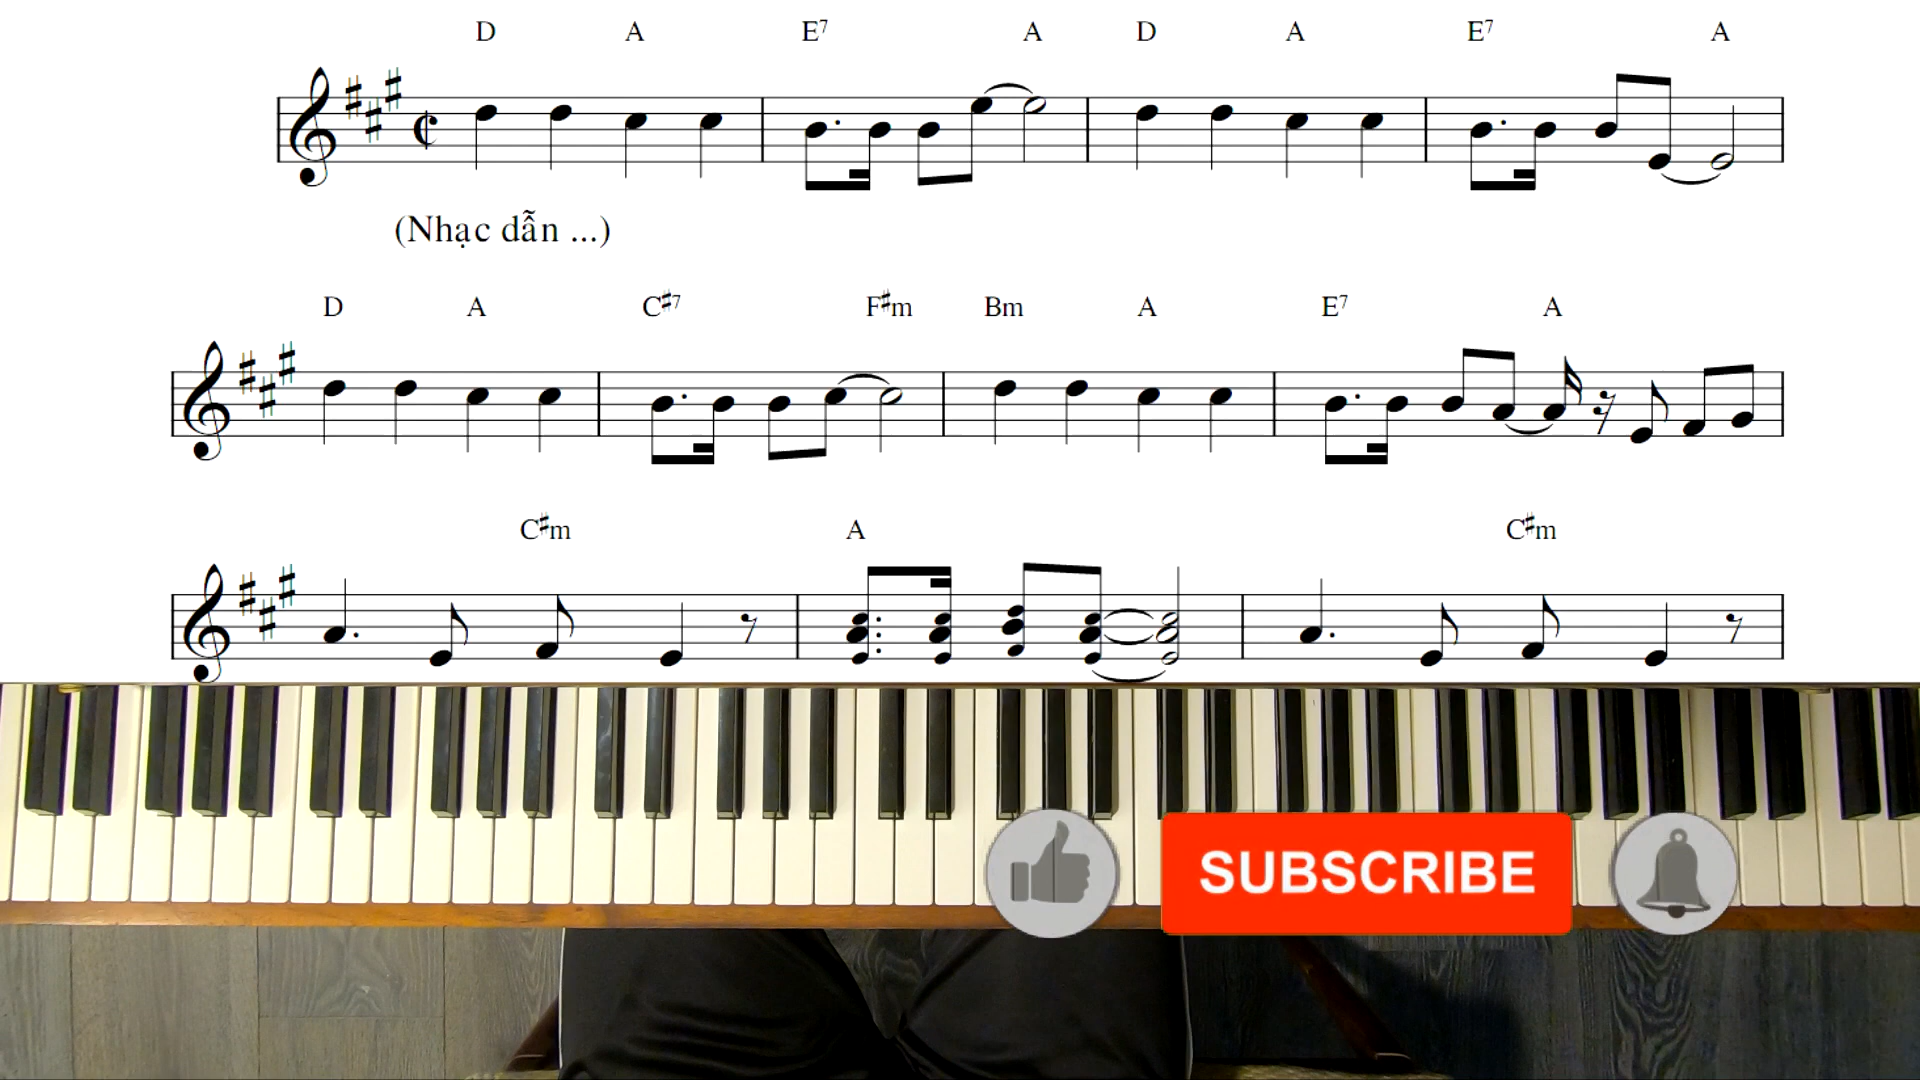 D A E7 A D A E7 A
(Nhạc dẫn ...)
D A C♯7 F♯m Bm A E7 A
C♯m A C♯m
SUBSCRIBE